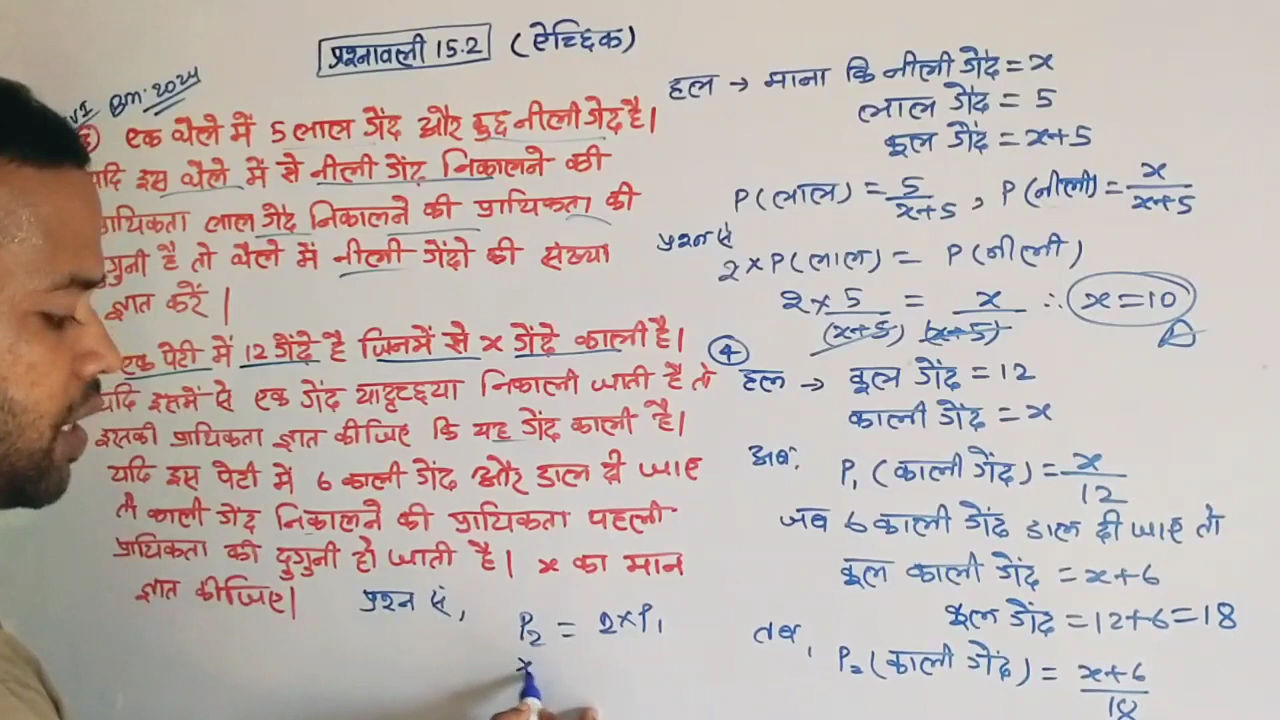 प्रश्नावली 15.2 (ऐच्छिक)
BM: 2024
एक थैले में 5 लाल गेंद और कुछ नीली गेंद है।
यदि इस थैले में से नीली गेंद निकालने की
प्रायिकता लाल गेंद निकालने की प्रायिकता की
दुगुनी है तो थैले में नीली गेंदो की संख्या
ज्ञात करें |
एक पेटी में 12 गेंदे है जिनमें से x गेंदे काली है।
यदि इसमें से एक गेंद यादृच्छया निकाली जाती है तो
इसकी प्रायिकता ज्ञात कीजिए कि यह गेंद काली है।
यदि इस पेटी में 6 काली गेंद और डाल दी जाए
तो काली गेंद निकालने की प्रायिकता पहली
प्रायिकता की दुगुनी हो जाती है। x का मान
ज्ञात कीजिए|
प्रश्न सें,
P₂ = 2×P₁
x
हल → माना कि नीली गेंद = x
लाल गेंद = 5
कुल गेंद = x+5
P(लाल) = 5/x+5 , P(नीली) = x/x+5
प्रश्न सें
2×P(लाल) = P(नीली)
2×5/(x+5) = x/(x+5) ∴ x=10
④ हल → कुल गेंद = 12
काली गेंद = x
अब, P₁(काली गेंद) = x/12
जब 6 काली गेंद डाल दी जाए तो
कुल काली गेंद = x+6
कुल गेंद = 12+6=18
तब, P₂(काली गेंद) = x+6/18